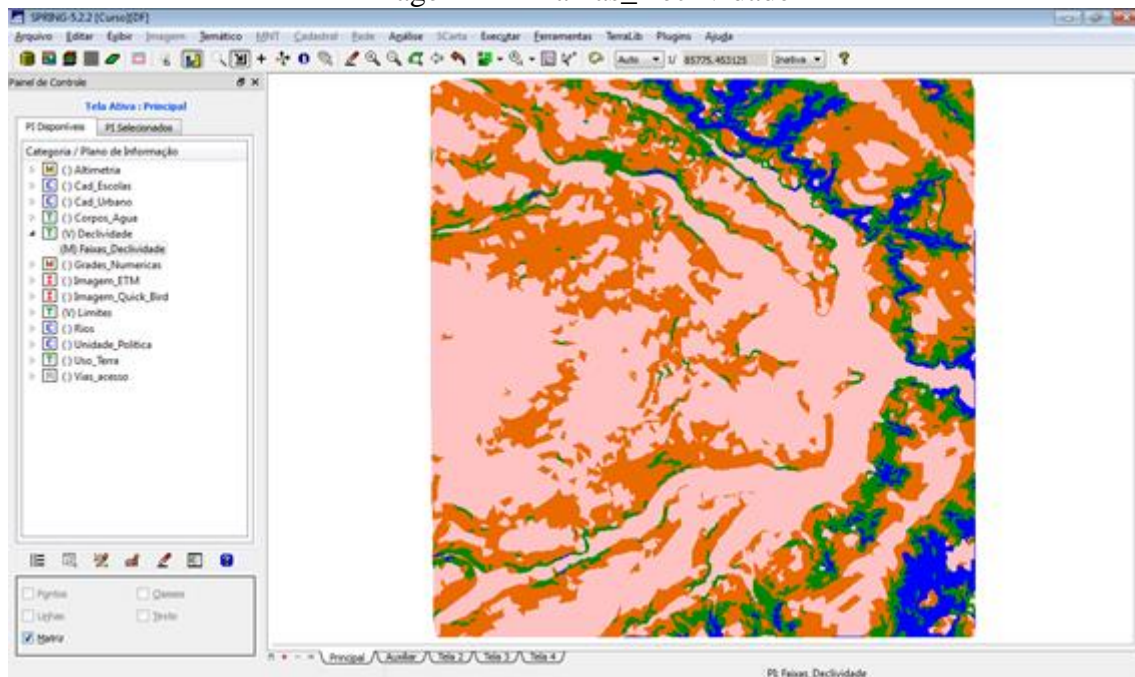 SPRING-5.2.2 [Curso][DF]
Arquivo Editar Exibir Imagem Temático MNT Cadastral Rede Análise SCarta Executar Ferramentas TerraLib Plugins Ajuda
Auto 1/ 85775.453125 Inativa
Painel de Controle
Tela Ativa : Principal
PI Disponíveis PI Selecionados
Categoria / Plano de Informação
M () Altimetria
C () Cad_Escolas
C () Cad_Urbano
T () Corpos_Agua
T (V) Declividade
(M) Faixas_Declividade
M () Grades_Numericas
I () Imagem_ETM
I () Imagem_Quick_Bird
T (V) Limites
C () Rios
C () Unidade_Politica
T () Uso_Terra
() Vias_acesso
Pontos Classes
Linhas Texto
Matriz
Principal Auxiliar Tela 2 Tela 3 Tela 4
PI: Faixas_Declividade